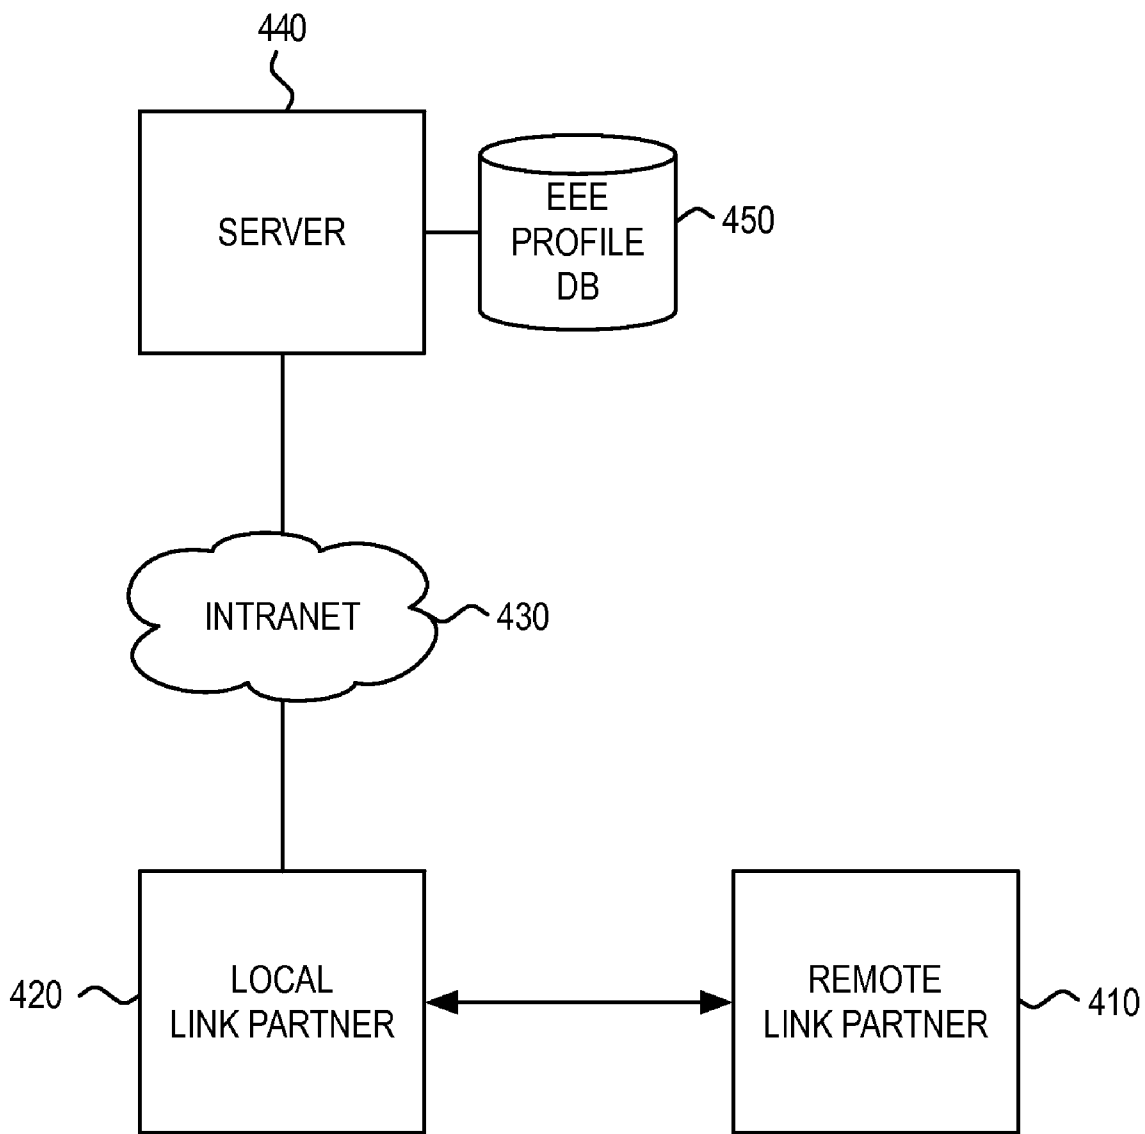 440
SERVER
EEE
PROFILE
DB
450
INTRANET
430
420
LOCAL
LINK PARTNER
REMOTE
LINK PARTNER
410